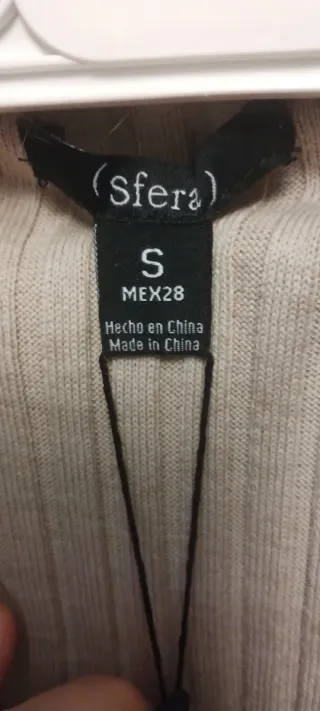 (Sfera)
S
MEX28
Hecho en China
Made in China